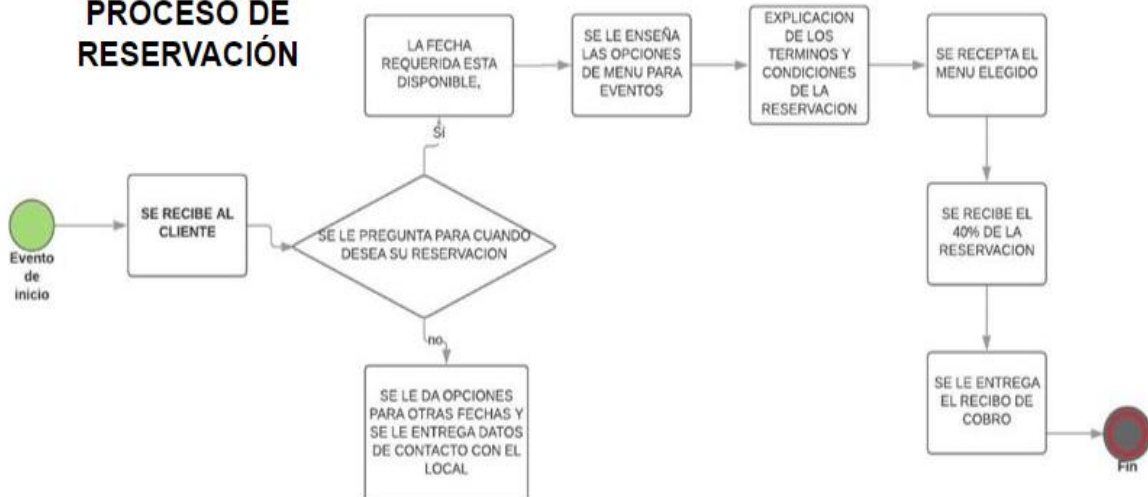 PROCESO DE
RESERVACIÓN
Evento
de
inicio
SE RECIBE AL
CLIENTE
SE LE PREGUNTA PARA CUANDO
DESEA SU RESERVACION
Sí
LA FECHA
REQUERIDA ESTA
DISPONIBLE,
SE LE ENSEÑA
LAS OPCIONES
DE MENU PARA
EVENTOS
EXPLICACION
DE LOS
TERMINOS Y
CONDICIONES
DE LA
RESERVACION
SE RECEPTA EL
MENU ELEGIDO
SE RECIBE EL
40% DE LA
RESERVACION
SE LE ENTREGA
EL RECIBO DE
COBRO
Fin
no
SE LE DA OPCIONES
PARA OTRAS FECHAS Y
SE LE ENTREGA DATOS
DE CONTACTO CON EL
LOCAL